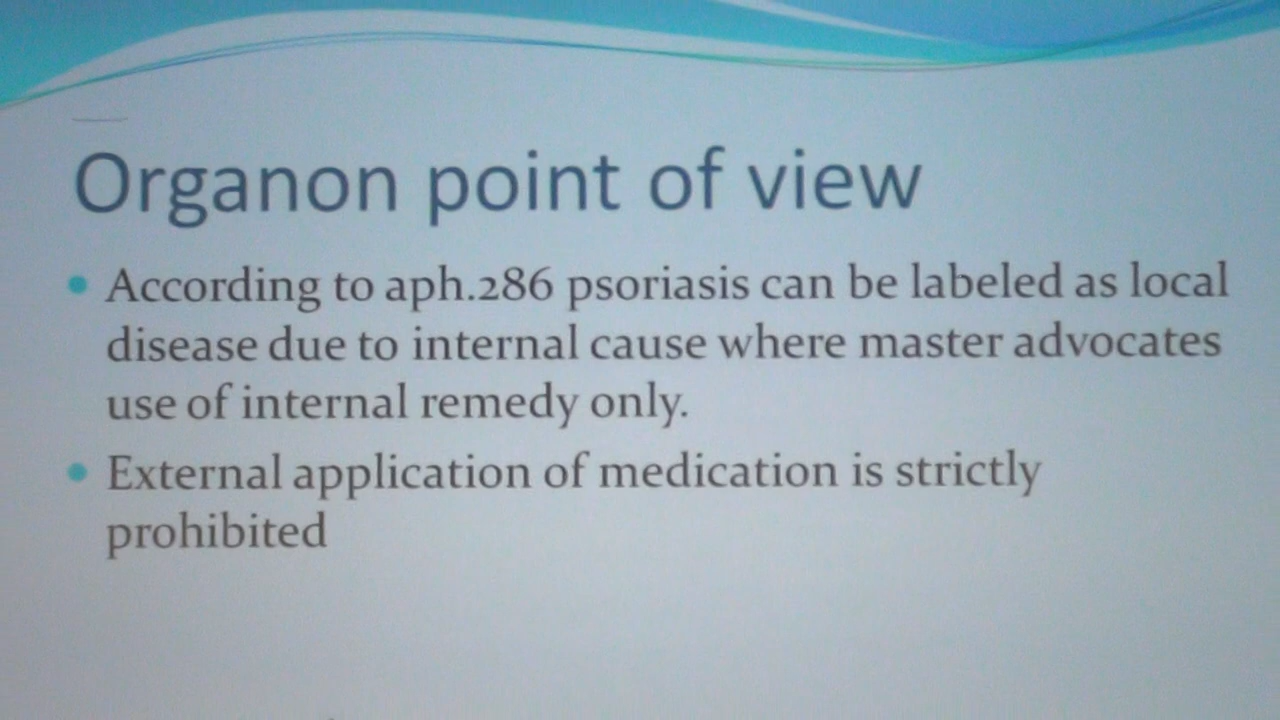 Organon point of view
According to aph.286 psoriasis can be labeled as local
disease due to internal cause where master advocates
use of internal remedy only.
External application of medication is strictly
prohibited